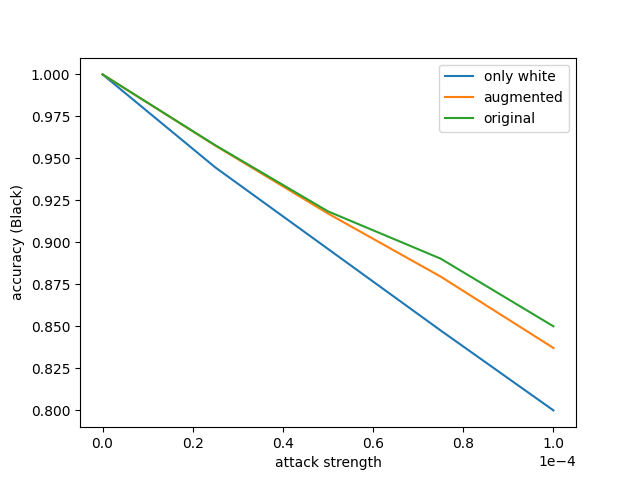 only white
augmented
original
1.000
0.975
0.950
0.925
0.900
0.875
0.850
0.825
0.800
accuracy (Black)
0.0 0.2 0.4 0.6 0.8 1.0
1e−4
attack strength